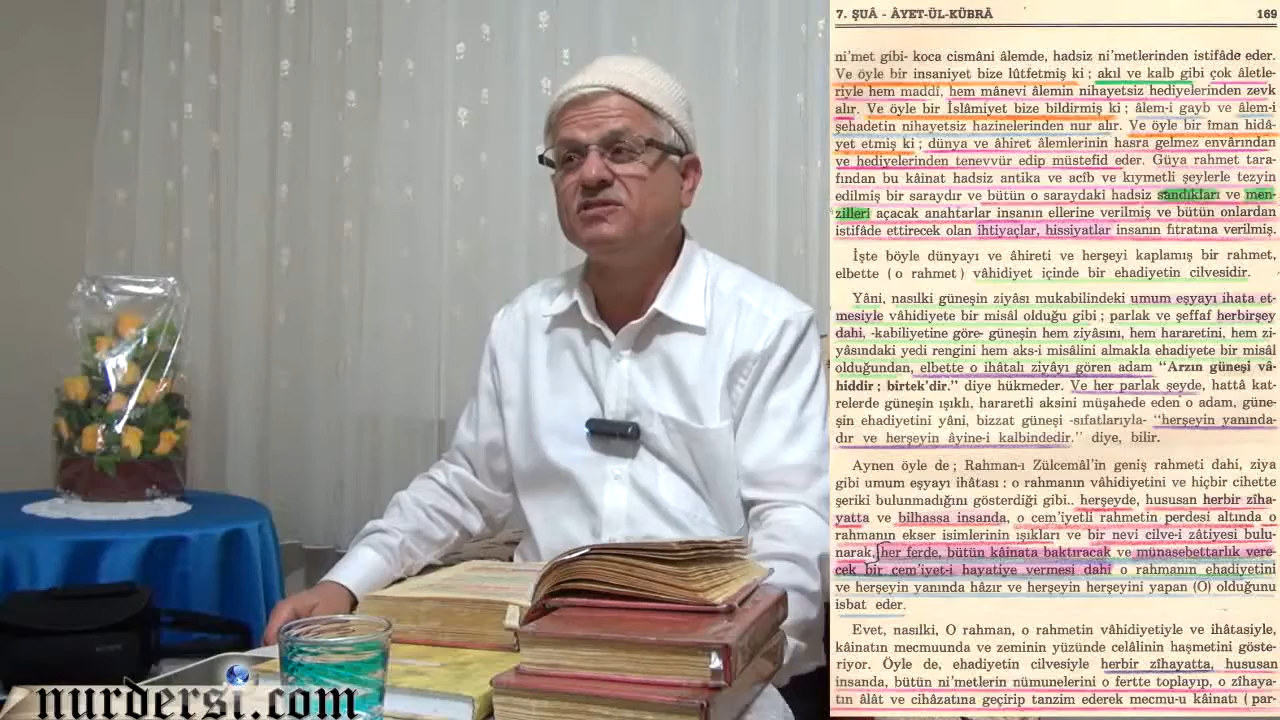 7. ŞUÂ - ÂYET-ÜL-KÜBRÂ 169
ni'met gibi- koca cismâni âlemde, hadsiz ni'metlerinden istifâde eder.
Ve öyle bir insaniyet bize lûtfetmiş ki ; akıl ve kalb gibi çok âletle-
riyle hem maddî, hem mânevi âlemin nihayetsiz hediyelerinden zevk
alır. Ve öyle bir İslâmiyet bize bildirmiş ki ; âlem-i gayb ve âlem-i
şehadetin nihayetsiz hazinelerinden nur alır. Ve öyle bir îman hidâ-
yet etmiş ki ; dünya ve âhiret âlemlerinin hasra gelmez envârından
ve hediyelerinden tenevvür edip müstefid eder. Güya rahmet tara-
fından bu kâinat hadsiz antika ve acîb ve kıymetli şeylerle tezyin
edilmiş bir saraydır ve bütün o saraydaki hadsiz sandıkları ve men-
zilleri açacak anahtarlar insanın ellerine verilmiş ve bütün onlardan
istifâde ettirecek olan ihtiyaçlar, hissiyatlar insanın fıtratına verilmiş.
İşte böyle dünyayı ve âhireti ve herşeyi kaplamış bir rahmet,
elbette ( o rahmet ) vâhidiyet içinde bir ehadiyetin cilvesidir.
Yâni, nasılki güneşin ziyâsı mukabilindeki umum eşyayı ihata et-
mesiyle vâhidiyete bir misâl olduğu gibi ; parlak ve şeffaf herbirşey
dahi, -kabiliyetine göre- güneşin hem ziyâsını, hem hararetini, hem zi-
yâsındaki yedi rengini hem aks-i misâlini almakla ehadiyete bir misâl
olduğundan, elbette o ihâtalı ziyâyı gören adam "Arzın güneşi vâ-
hiddir ; birtek'dir." diye hükmeder. Ve her parlak şeyde, hattâ kat-
relerde güneşin ışıklı, hararetli aksini müşahede eden o adam, güne-
şin ehadiyetini yâni, bizzat güneşi -sıfatlarıyla- "herşeyin yanında-
dır ve herşeyin âyine-i kalbindedir." diye, bilir.
Aynen öyle de ; Rahman-ı Zülcemâl'in geniş rahmeti dahi, ziya
gibi umum eşyayı ihâtası ; o rahmanın vâhidiyetini ve hiçbir cihette
şeriki bulunmadığını gösterdiği gibi.. herşeyde, hususan herbir zîha-
yatta ve bilhassa insanda, o cem'iyetli rahmetin perdesi altında o
rahmanın ekser isimlerinin ışıkları ve bir nevi cilve-i zâtiyesi bulu-
narak, her ferde, bütün kâinata baktıracak ve münasebettarlık vere-
cek bir cem'iyet-i hayatiye vermesi dahi o rahmanın ehadiyetini
ve herşeyin yanında hâzır ve herşeyin herşeyini yapan (O) olduğunu
isbat eder.
Evet, nasılki, O rahman, o rahmetin vâhidiyetiyle ve ihâtasiyle,
kâinatın mecmuunda ve zeminin yüzünde celâlinin haşmetini göste-
riyor. Öyle de, ehadiyetin cilvesiyle herbir zîhayatta, hususan
insanda, bütün ni'metlerin nümunelerini o fertte toplayıp, o zîhaya-
tın âlât ve cihâzatına geçirip tanzim ederek mecmu-u kâinatı ( par-
nurdersi.com